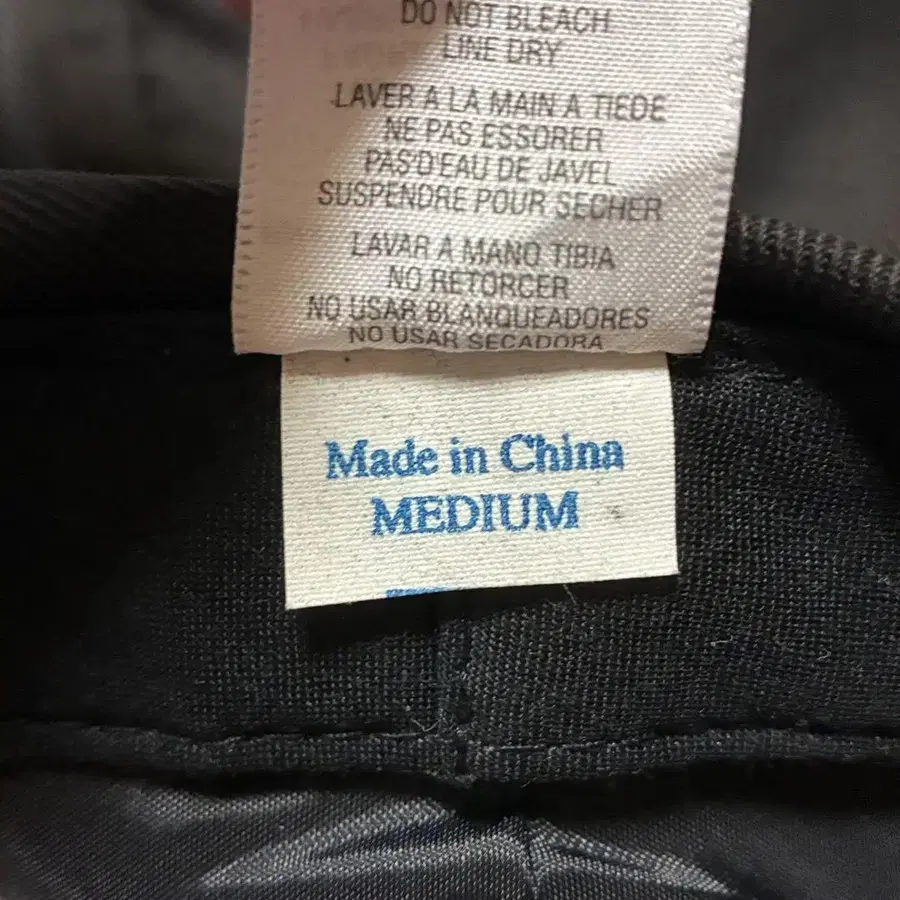 DO NOT BLEACH
LINE DRY
LAVER A LA MAIN A TIEDE
NE PAS ESSORER
PAS D'EAU DE JAVEL
SUSPENDRE POUR SECHER
LAVAR A MANO TIBIA
NO RETORCER
NO USAR BLANQUEADORES
NO USAR SECADORA
Made in China
MEDIUM